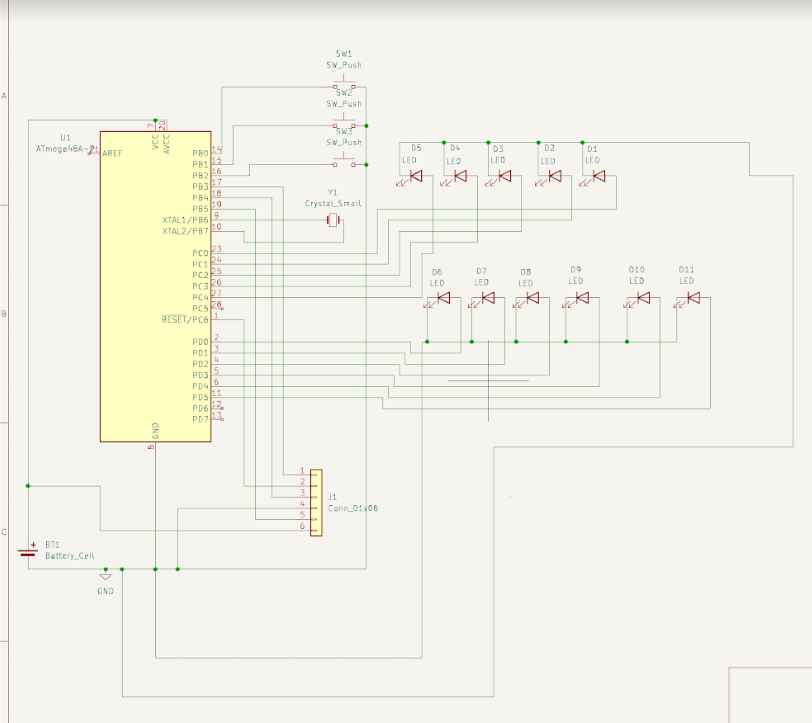 SW1
SW_Push
SW2
SW_Push
SW3
SW_Push
A
U1
ATmega48A-
21
AREF
7
VCC
20
AVCC
PB0 14
PB1 15
PB2 16
PB3 17
PB4 18
PB5 19
XTAL1/PB6 9
XTAL2/PB7 10
PC0 23
PC1 24
PC2 25
PC3 26
PC4 27
PC5 28
RESET/PC6 1
PD0 2
PD1 3
PD2 4
PD3 5
PD4 6
PD5 11
PD6 12
PD7 13
GND
8
Y1
Crystal_Small
D5
LED
D4
LED
D3
LED
D2
LED
D1
LED
D6
LED
D7
LED
D8
LED
D9
LED
D10
LED
D11
LED
B
1
2
3
4
5
6
J1
Conn_01x06
C
+
BT1
Battery_Cell
GND